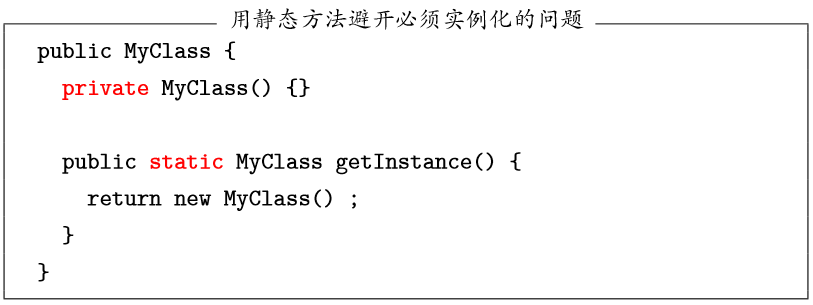 用静态方法避开必须实例化的问题
public MyClass {
  private MyClass() {}

  public static MyClass getInstance() {
    return new MyClass() ;
  }
}